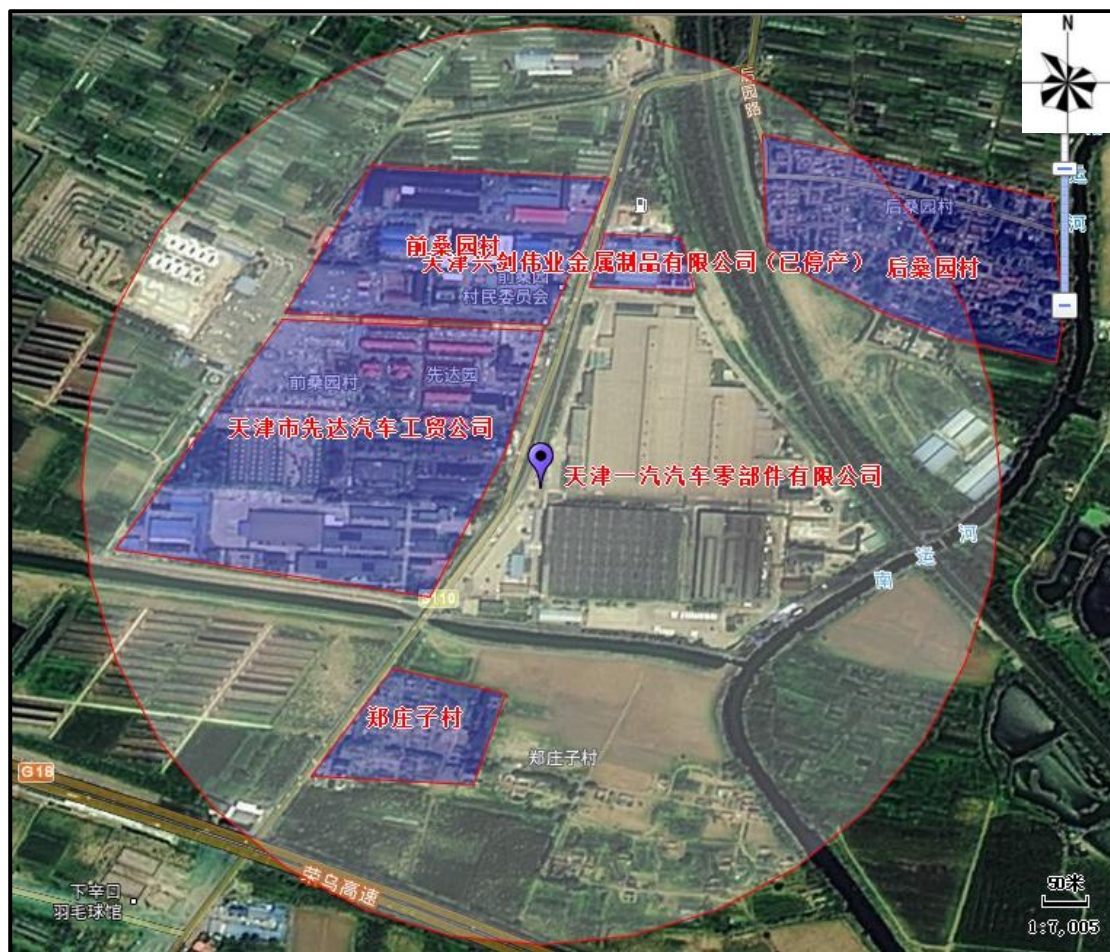 N
业园路
运
河
后桑园村
前桑园村
天津兴剑伟业金属制品有限公司（已停产）
后桑园村
前桑园
村民委员会
前桑园村
先达园
天津市先达汽车工贸公司
天津一汽汽车零部件有限公司
南运河
S110
郑庄子村
郑庄子村
G18
荣乌高速
下辛口
羽毛球馆
50米
1:7,005